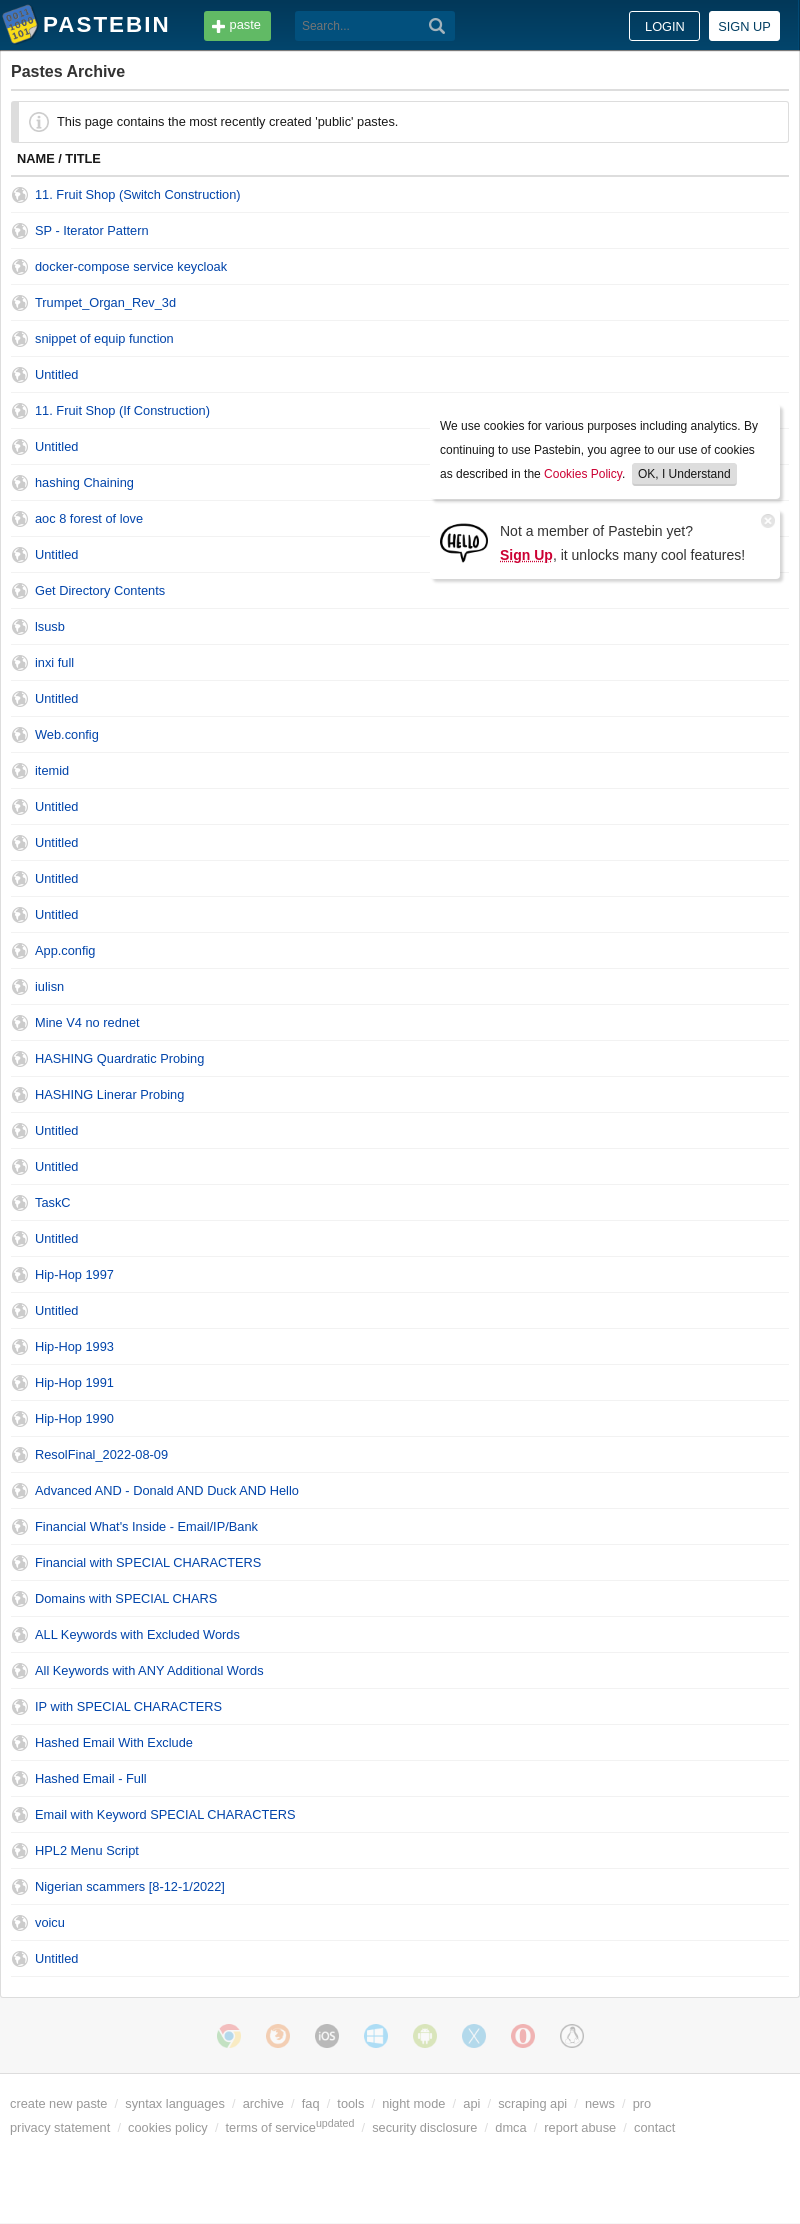 PASTEBIN
paste
Search...
LOGIN
SIGN UP
Pastes Archive
This page contains the most recently created 'public' pastes.
NAME / TITLE
11. Fruit Shop (Switch Construction)
SP - Iterator Pattern
docker-compose service keycloak
Trumpet_Organ_Rev_3d
snippet of equip function
Untitled
11. Fruit Shop (If Construction)
Untitled
hashing Chaining
aoc 8 forest of love
Untitled
We use cookies for various purposes including analytics. By
continuing to use Pastebin, you agree to our use of cookies
as described in the Cookies Policy. OK, I Understand
HELLO
Not a member of Pastebin yet?
Sign Up, it unlocks many cool features!
Get Directory Contents
lsusb
inxi full
Untitled
Web.config
itemid
Untitled
Untitled
Untitled
Untitled
App.config
iulisn
Mine V4 no rednet
HASHING Quardratic Probing
HASHING Linerar Probing
Untitled
Untitled
TaskC
Untitled
Hip-Hop 1997
Untitled
Hip-Hop 1993
Hip-Hop 1991
Hip-Hop 1990
ResolFinal_2022-08-09
Advanced AND - Donald AND Duck AND Hello
Financial What's Inside - Email/IP/Bank
Financial with SPECIAL CHARACTERS
Domains with SPECIAL CHARS
ALL Keywords with Excluded Words
All Keywords with ANY Additional Words
IP with SPECIAL CHARACTERS
Hashed Email With Exclude
Hashed Email - Full
Email with Keyword SPECIAL CHARACTERS
HPL2 Menu Script
Nigerian scammers [8-12-1/2022]
voicu
Untitled
iOS
create new paste / syntax languages / archive / faq / tools / night mode / api / scraping api / news / pro
privacy statement / cookies policy / terms of serviceupdated / security disclosure / dmca / report abuse / contact